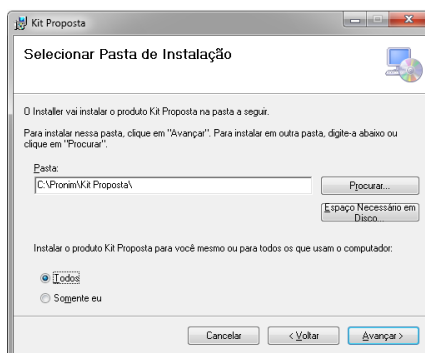 Kit Proposta
Selecionar Pasta de Instalação
O Installer vai instalar o produto Kit Proposta na pasta a seguir.
Para instalar nessa pasta, clique em "Avançar". Para instalar em outra pasta, digite-a abaixo ou
clique em "Procurar".
Pasta:
C:\Pronim\Kit Proposta\
Procurar...
Espaço Necessário em
Disco...
Instalar o produto Kit Proposta para você mesmo ou para todos os que usam o computador:
Todos
Somente eu
Cancelar
< Voltar
Avançar >